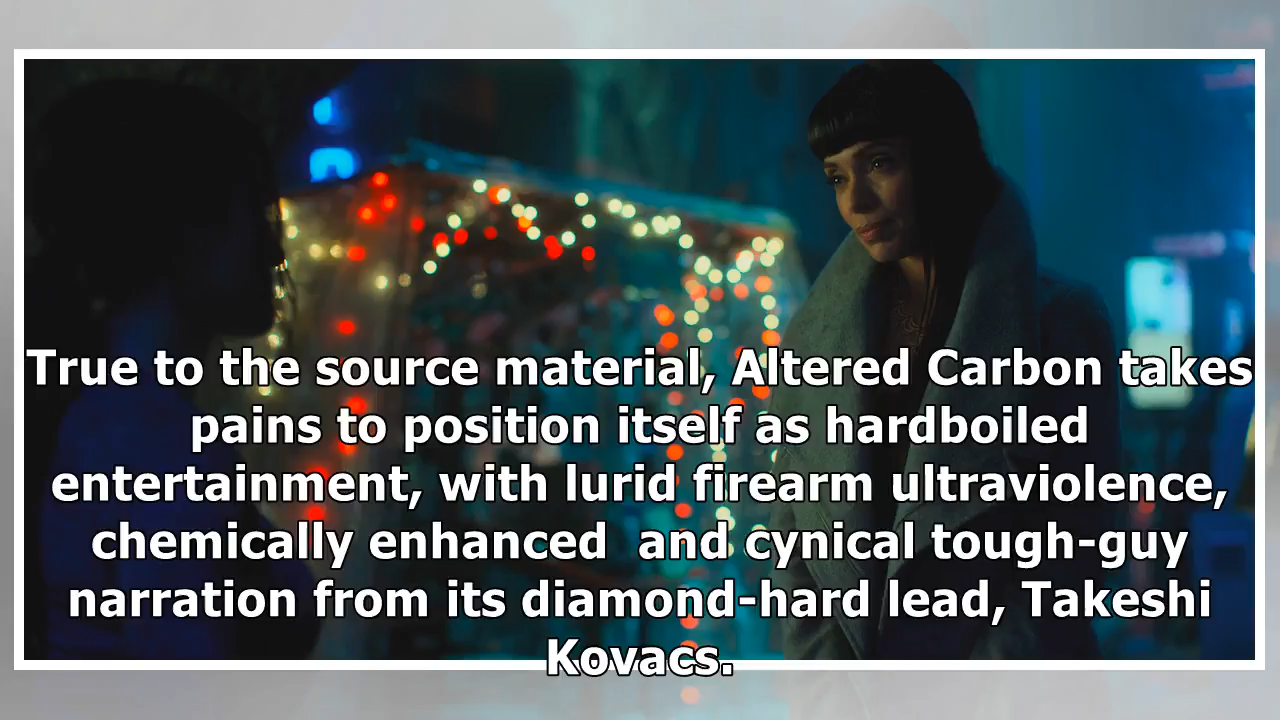 True to the source material, Altered Carbon takes
pains to position itself as hardboiled
entertainment, with lurid firearm ultraviolence,
chemically enhanced  and cynical tough-guy
narration from its diamond-hard lead, Takeshi
Kovacs.